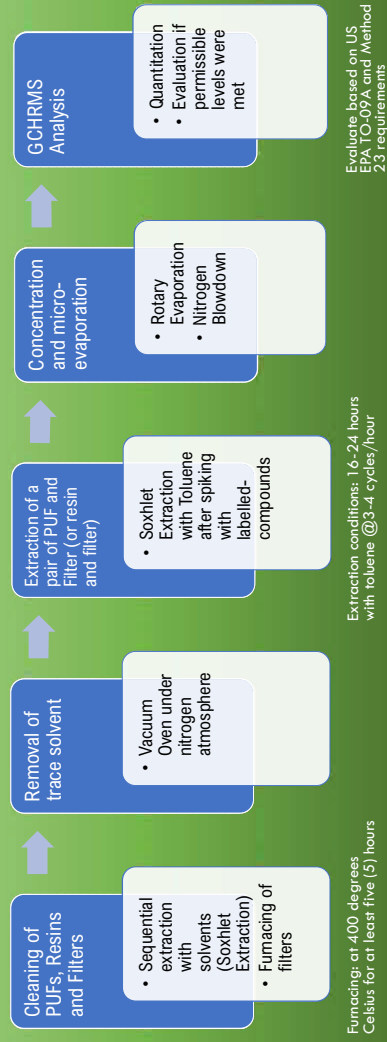 Cleaning of
PUFs, Resins
and Filters
• Sequential
extraction
with
solvents
(Soxhlet
Extraction)
• Furnacing of
filters
Furnacing: at 400 degrees
Celsius for at least five (5) hours
Removal of
trace solvent
• Vacuum
Oven under
nitrogen
atmosphere
Extraction of a
pair of PUF and
Filter (or resin
and filter)
• Soxhlet
Extraction
with Toluene
after spiking
with
labelled-
compounds
Extraction conditions: 16-24 hours
with toluene @3-4 cycles/hour
Concentration
and micro-
evaporation
• Rotary
Evaporation
• Nitrogen
Blowdown
GCHRMS
Analysis
• Quantitation
• Evaluation if
permissible
levels were
met
Evaluate based on US
EPA TO-09A and Method
23 requirements